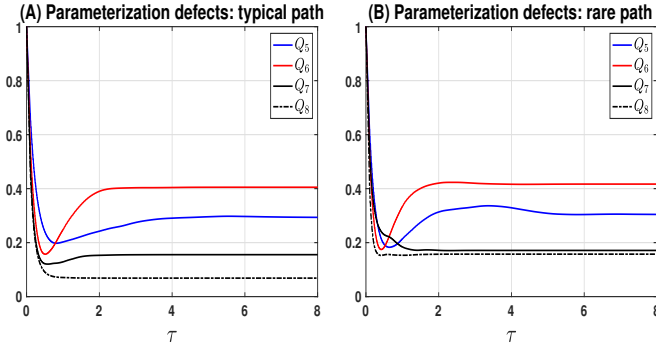 (A) Parameterization defects: typical path
1
0.8
0.6
0.4
0.2
0
0 2 4 6 8
τ
Q5
Q6
Q7
Q8
(B) Parameterization defects: rare path
1
0.8
0.6
0.4
0.2
0
0 2 4 6 8
τ
Q5
Q6
Q7
Q8